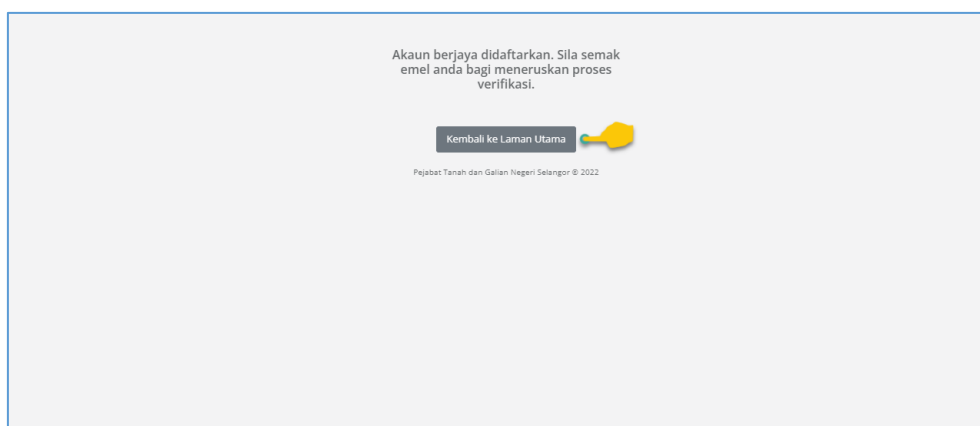 Akaun berjaya didaftarkan. Sila semak
emel anda bagi meneruskan proses
verifikasi.
Kembali ke Laman Utama
Pejabat Tanah dan Galian Negeri Selangor © 2022